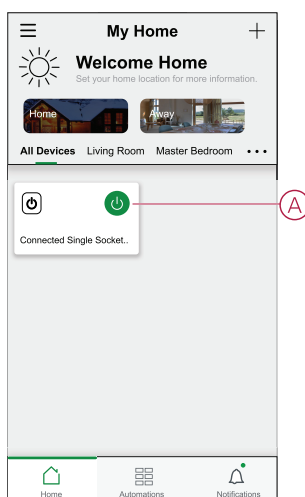 My Home
Welcome Home
Set your home location for more information.
Home Away
All Devices Living Room Master Bedroom
A
Connected Single Socket..
Home Automations Notifications